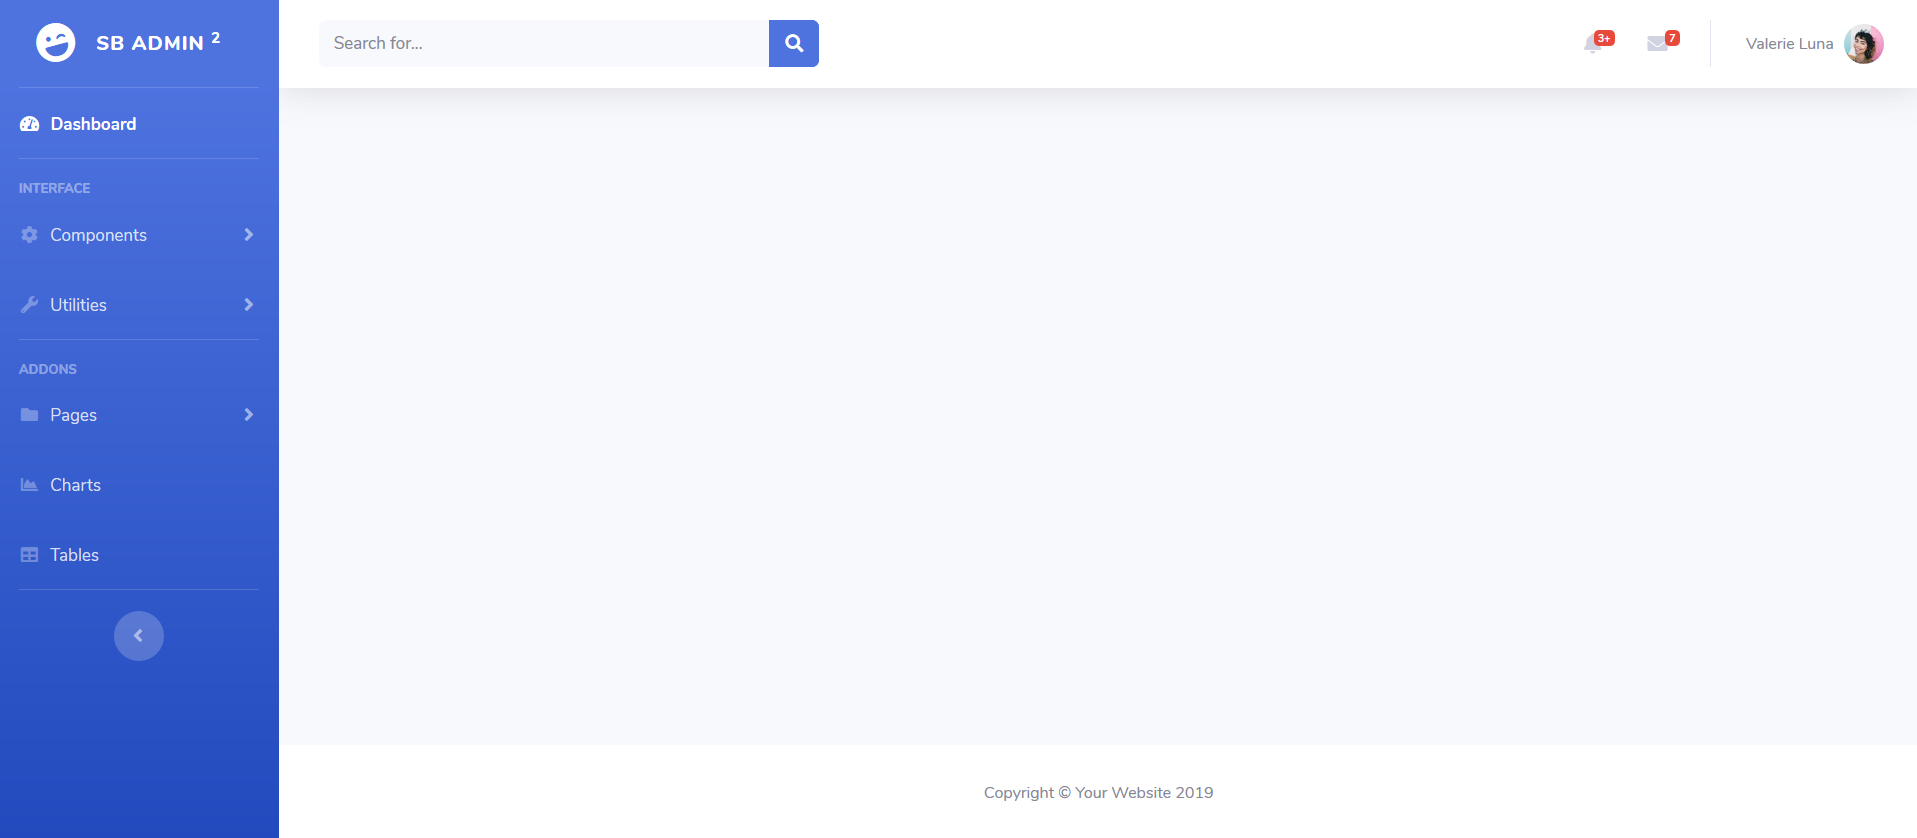 SB ADMIN 2
Dashboard
INTERFACE
Components
Utilities
ADDONS
Pages
Charts
Tables
Search for...
3+
7
Valerie Luna
Copyright © Your Website 2019